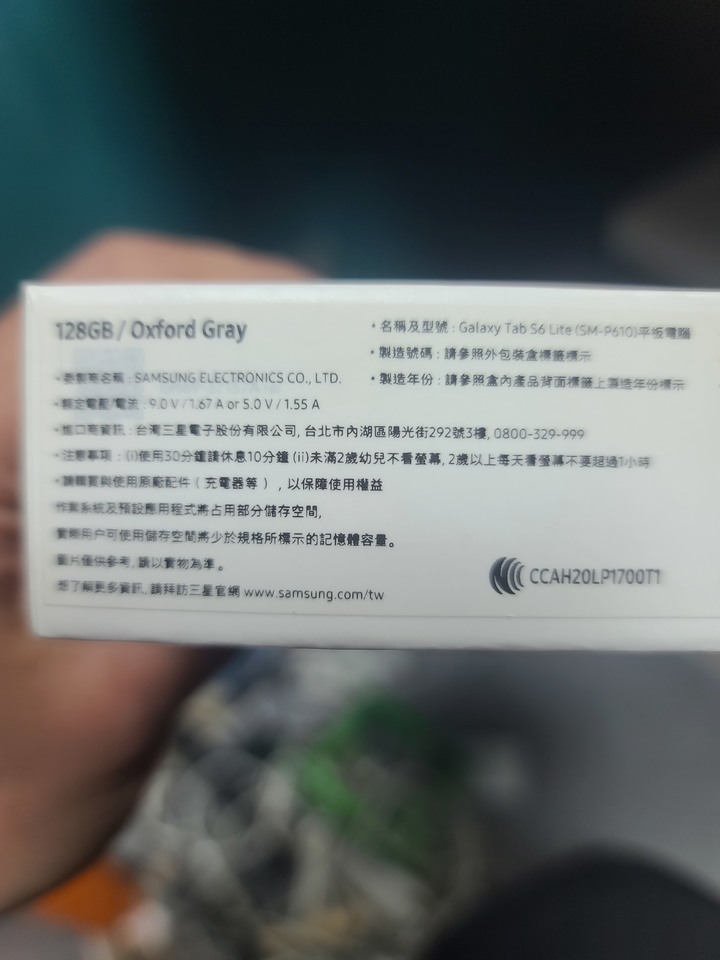 128GB / Oxford Gray
• 名稱及型號 : Galaxy Tab S6 Lite (SM-P610)平板電腦
• 製造號碼 : 請參照外包裝盒標籤標示
• 委製商名稱 : SAMSUNG ELECTRONICS CO., LTD.
• 製造年份 : 請參照盒內產品背面標籤上製造年份標示
• 額定電壓/電流 : 9.0 V / 1.67 A or 5.0 V / 1.55 A
• 進口商資訊 : 台灣三星電子股份有限公司, 台北市內湖區陽光街292號3樓, 0800-329-999
• 注意事項 : (i)使用30分鐘請休息10分鐘 (ii)未滿2歲幼兒不看螢幕, 2歲以上每天看螢幕不要超過1小時
• 請購買與使用原廠配件（充電器等），以保障使用權益
作業系統及預設應用程式將占用部分儲存空間,
實際用戶可使用儲存空間將少於規格所標示的記憶體容量。
圖片僅供參考, 請以實物為準。
想了解更多資訊, 請拜訪三星官網 www.samsung.com/tw
CCAH20LP1700T1